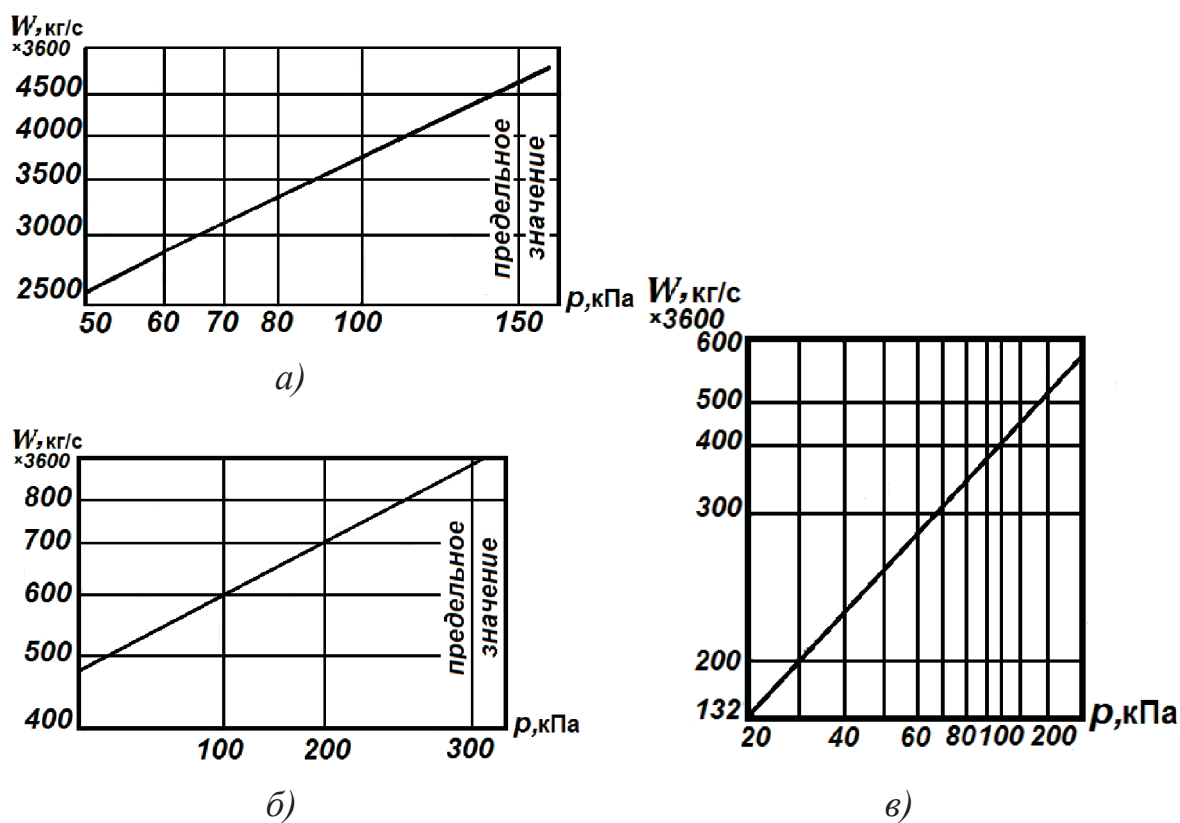 W, кг/с
×3600
4500
4000
3500
3000
2500
предельное
значение
50 60 70 80 100 150
p, кПа
а)
W, кг/с
×3600
800
700
600
500
400
предельное
значение
100 200 300
p, кПа
б)
W, кг/с
×3600
600
500
400
300
200
132
20 40 60 80 100 200
p, кПа
в)